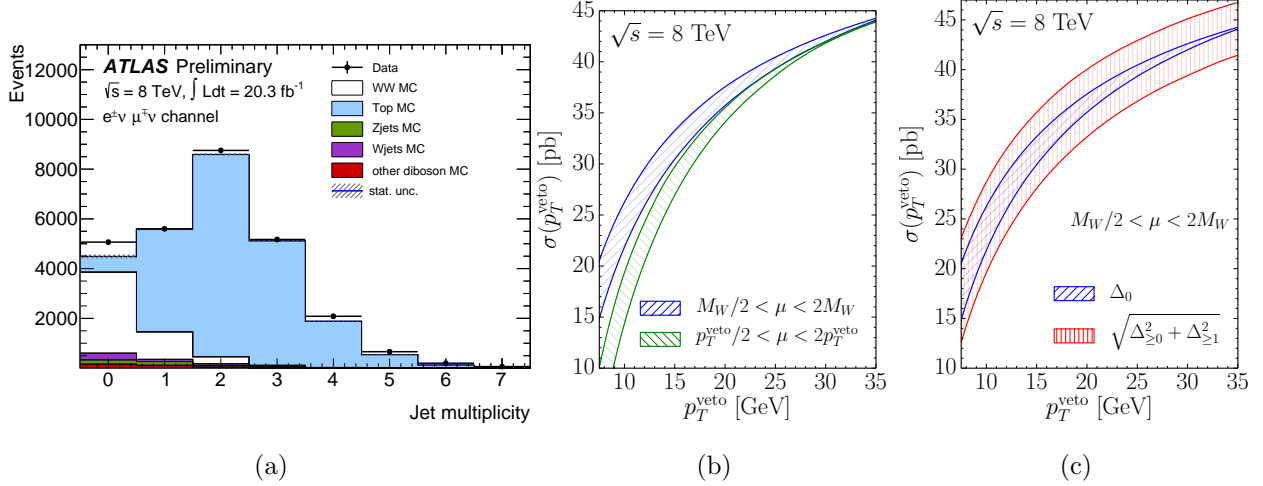 ATLAS Preliminary
√s = 8 TeV, ∫ Ldt = 20.3 fb⁻¹
e±ν μ∓ν channel
Data
WW MC
Top MC
Zjets MC
Wjets MC
other diboson MC
stat. unc.
Events
12000
10000
8000
6000
4000
2000
0 1 2 3 4 5 6 7
Jet multiplicity
(a)
√s = 8 TeV
σ(p_T^veto) [pb]
45
40
35
30
25
20
15
10
M_W/2 < μ < 2M_W
p_T^veto/2 < μ < 2p_T^veto
10 15 20 25 30 35
p_T^veto [GeV]
(b)
√s = 8 TeV
σ(p_T^veto) [pb]
45
40
35
30
25
20
15
10
M_W/2 < μ < 2M_W
Δ_0
√(Δ²_≥0 + Δ²_≥1)
10 15 20 25 30 35
p_T^veto [GeV]
(c)